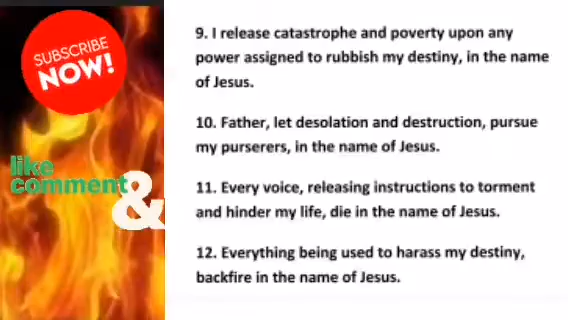 SUBSCRIBE
NOW!
like
comment
&
9. I release catastrophe and poverty upon any
power assigned to rubbish my destiny, in the name
of Jesus.
10. Father, let desolation and destruction, pursue
my purserers, in the name of Jesus.
11. Every voice, releasing instructions to torment
and hinder my life, die in the name of Jesus.
12. Everything being used to harass my destiny,
backfire in the name of Jesus.